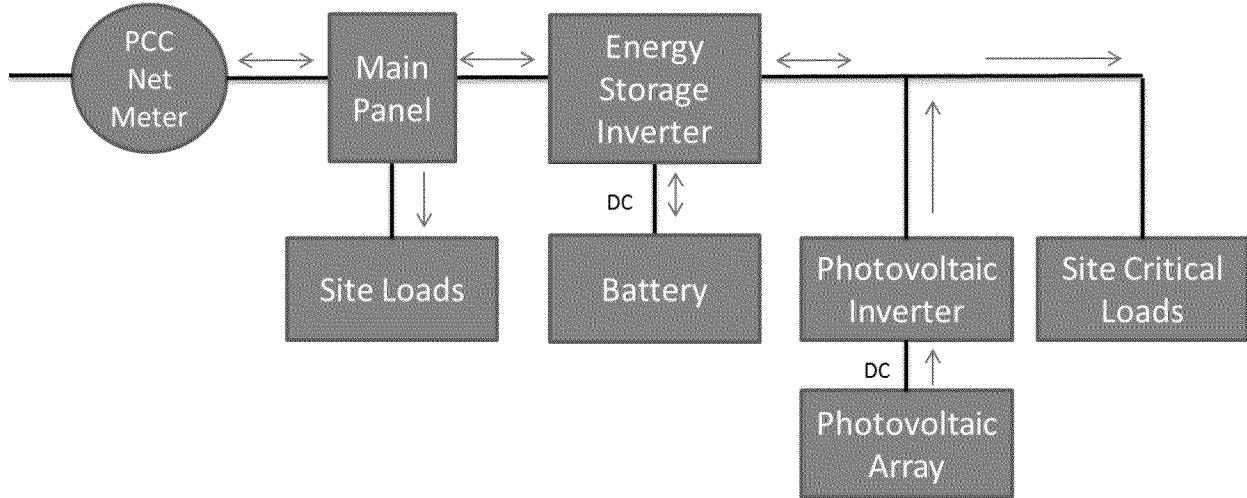 PCC
Net
Meter
Main
Panel
Energy
Storage
Inverter
Site Loads
DC
Battery
Photovoltaic
Inverter
Site Critical
Loads
DC
Photovoltaic
Array